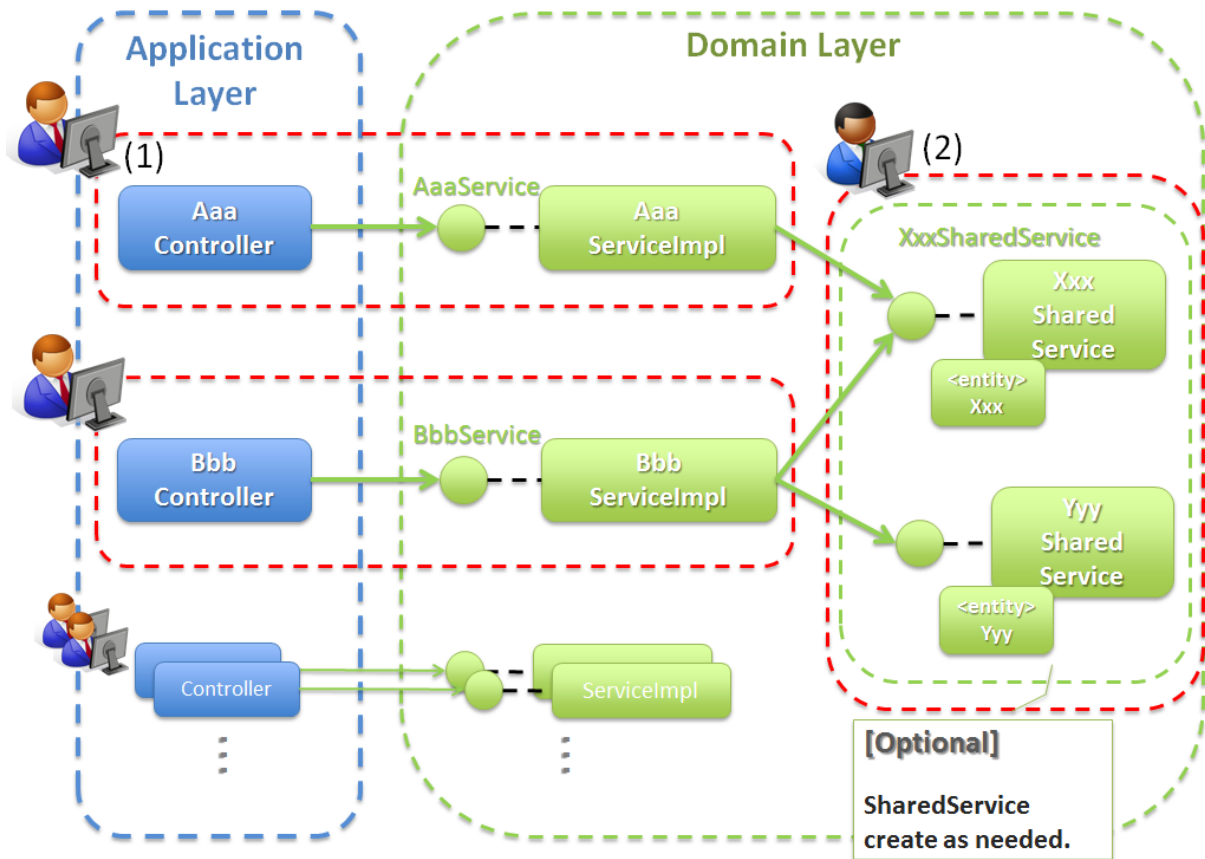 Application
Layer
Domain Layer
(1)
(2)
Aaa
Controller
AaaService
Aaa
ServiceImpl
XxxSharedService
Xxx
Shared
Service
<entity>
Xxx
Bbb
Controller
BbbService
Bbb
ServiceImpl
Yyy
Shared
Service
<entity>
Yyy
Controller
ServiceImpl
[Optional]
SharedService
create as needed.